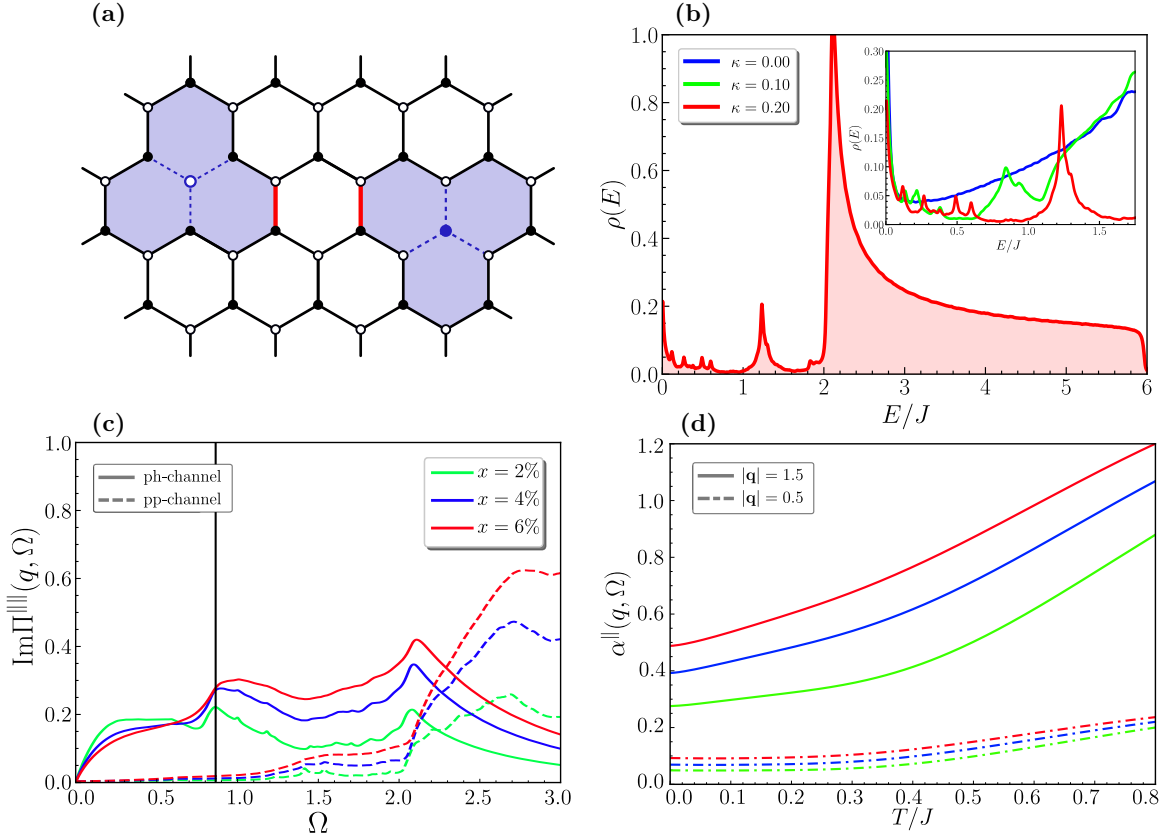 (a)
(b)
ρ(E)
1.0
0.8
0.6
0.4
0.2
0.0
κ = 0.00
κ = 0.10
κ = 0.20
0 1 2 3 4 5 6
E/J
ρ(E)
0.30
0.25
0.20
0.15
0.10
0.05
0.00
0.0 0.5 1.0 1.5
E/J
(c)
ImΠ^||||(q, Ω)
1.0
0.8
0.6
0.4
0.2
0.0
ph-channel
pp-channel
x = 2%
x = 4%
x = 6%
0.0 0.5 1.0 1.5 2.0 2.5 3.0
Ω
(d)
α^||(q, Ω)
1.2
1.0
0.8
0.6
0.4
0.2
0.0
|q| = 1.5
|q| = 0.5
0.0 0.1 0.2 0.3 0.4 0.5 0.6 0.7 0.8
T/J